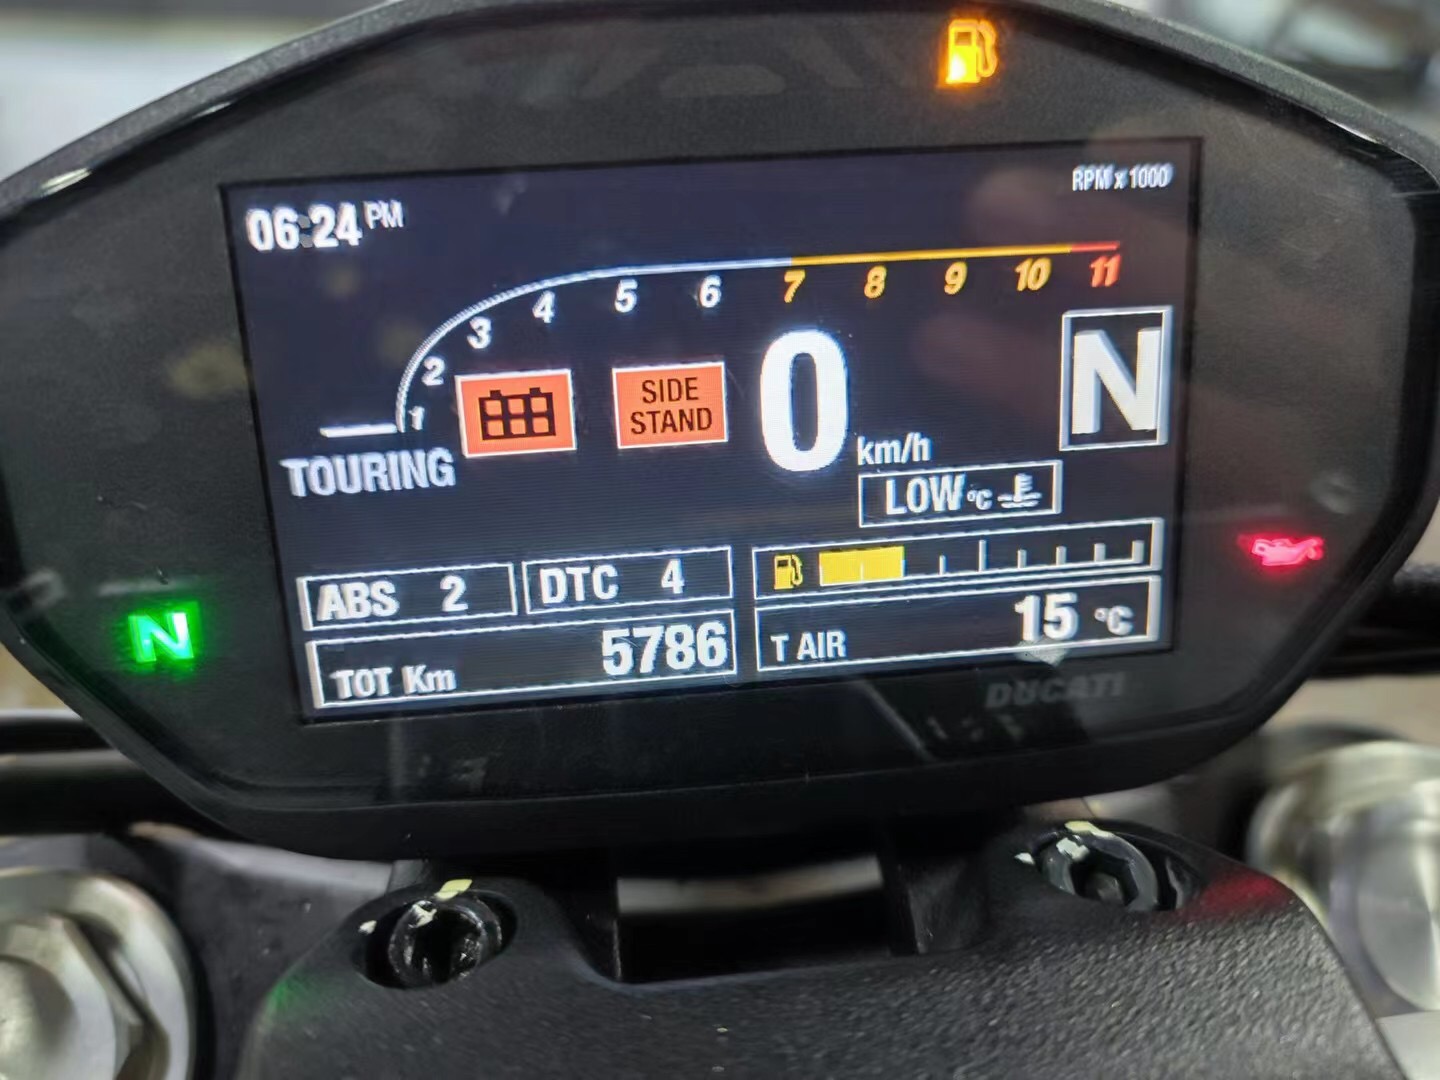 RPM x 1000
06:24 PM
1 2 3 4 5 6 7 8 9 10 11
SIDE
STAND
0
km/h
N
TOURING
LOW °C
ABS 2
DTC 4
N
TOT Km 5786
T AIR 15 °C
DUCATI